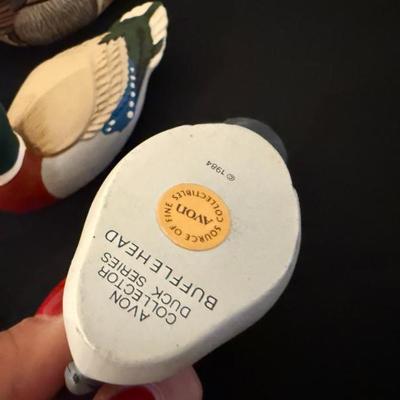 © 1984
SOURCE OF FINE
AVON
COLLECTIBLES
AVON
COLLECTOR
DUCK SERIES
BUFFLEHEAD